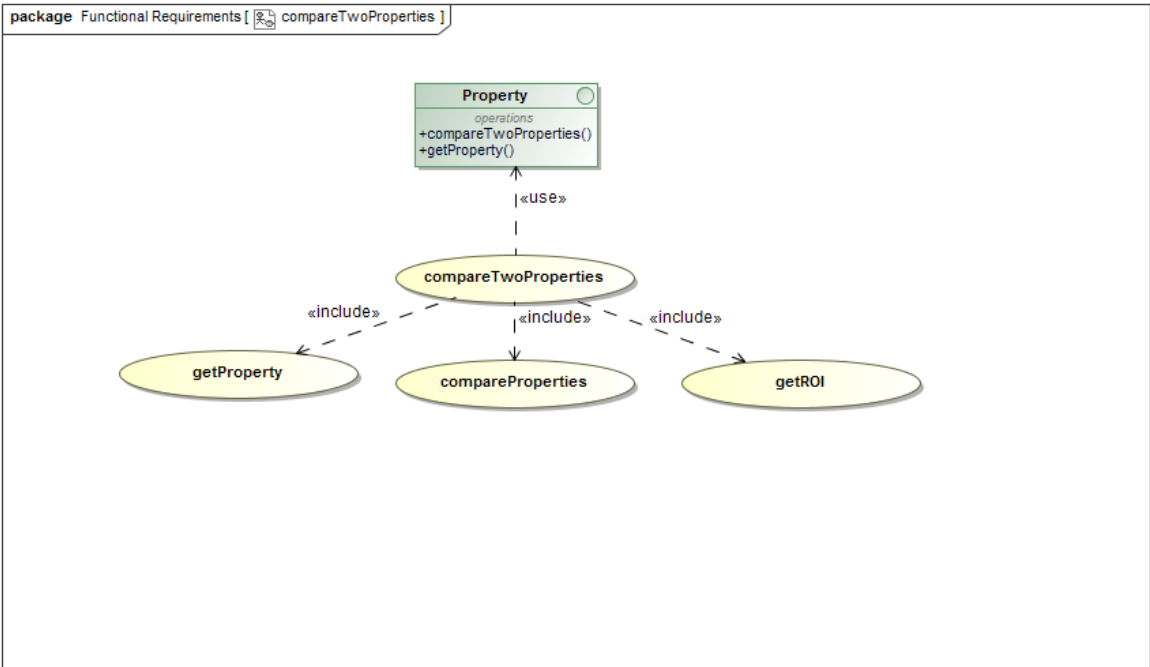 package Functional Requirements [ compareTwoProperties ]
Property
operations
+compareTwoProperties()
+getProperty()
«use»
compareTwoProperties
«include»
«include»
«include»
getProperty
compareProperties
getROI